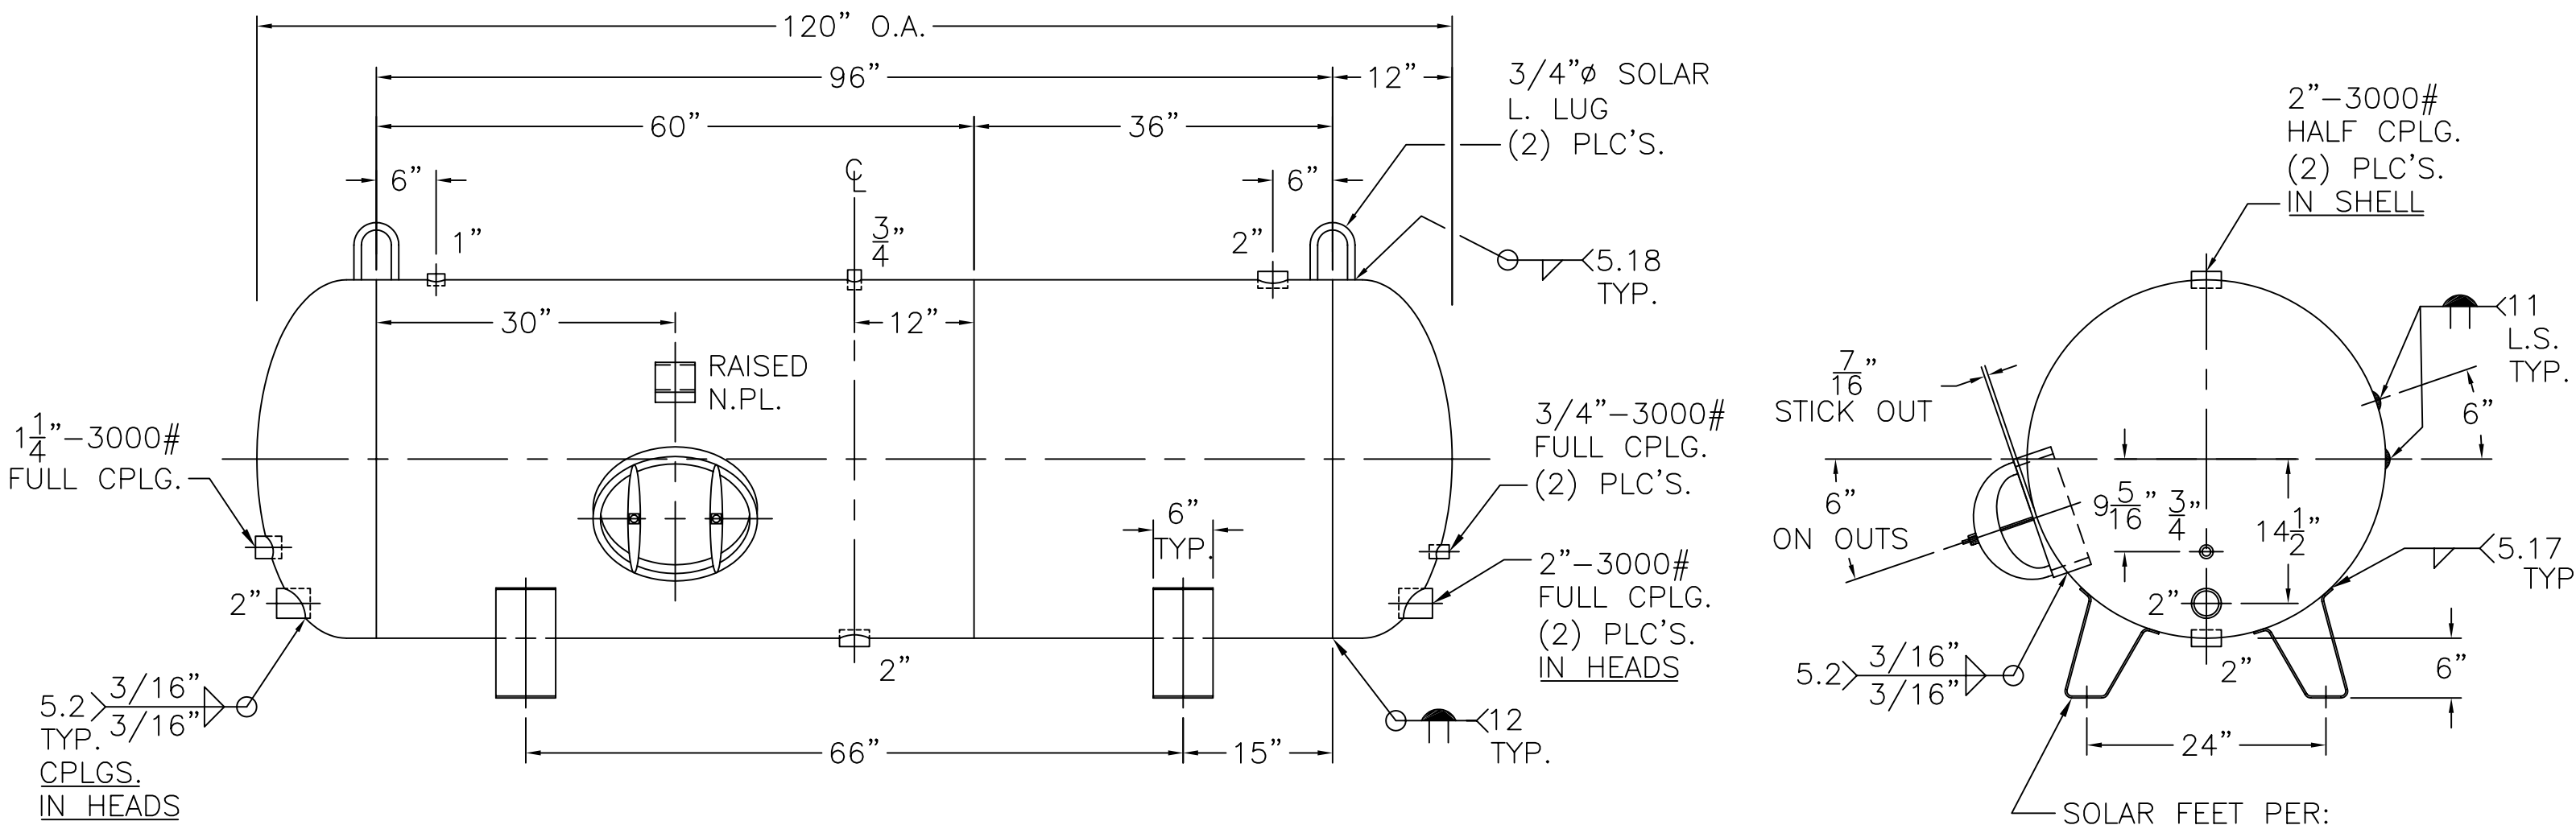 120" O.A.
96"
12"
60"
36"
6"
6"
3/4"ø SOLAR
L. LUG
(2) PLC'S.
1"
℄
3/4"
2"
5.18
TYP.
30"
12"
RAISED
N.PL.
1 1/4"-3000#
FULL CPLG.
3/4"-3000#
FULL CPLG.
(2) PLC'S.
6"
TYP.
2"-3000#
FULL CPLG.
(2) PLC'S.
IN HEADS
2"
2"
5.2
3/16"
3/16"
TYP.
CPLGS.
IN HEADS
66"
15"
12
TYP.
2"-3000#
HALF CPLG.
(2) PLC'S.
IN SHELL
11
L.S.
TYP.
7/16"
STICK OUT
6"
6"
ON OUTS
9 5/16"
3/4"
14 1/2"
5.17
TYP
2"
2"
6"
5.2
3/16"
3/16"
24"
SOLAR FEET PER: